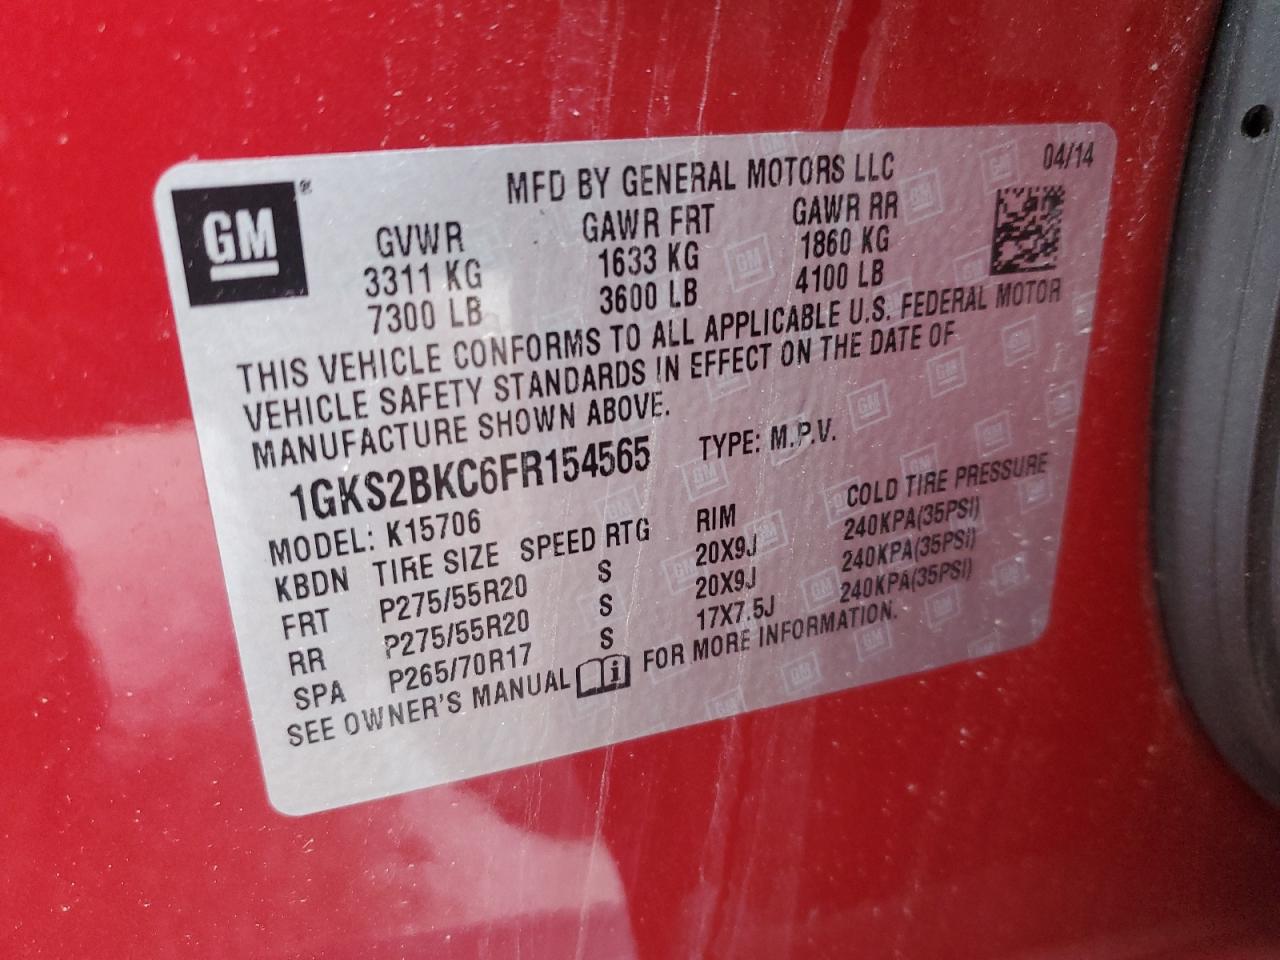 GM
MFD BY GENERAL MOTORS LLC 04/14
GVWR GAWR FRT GAWR RR
3311 KG 1633 KG 1860 KG
7300 LB 3600 LB 4100 LB
THIS VEHICLE CONFORMS TO ALL APPLICABLE U.S. FEDERAL MOTOR
VEHICLE SAFETY STANDARDS IN EFFECT ON THE DATE OF
MANUFACTURE SHOWN ABOVE.
1GKS2BKC6FR154565 TYPE: M.P.V.
MODEL: K15706
KBDN TIRE SIZE SPEED RTG RIM COLD TIRE PRESSURE
FRT P275/55R20 S 20X9J 240KPA(35PSI)
RR P275/55R20 S 20X9J 240KPA(35PSI)
SPA P265/70R17 S 17X7.5J 240KPA(35PSI)
SEE OWNER'S MANUAL FOR MORE INFORMATION.